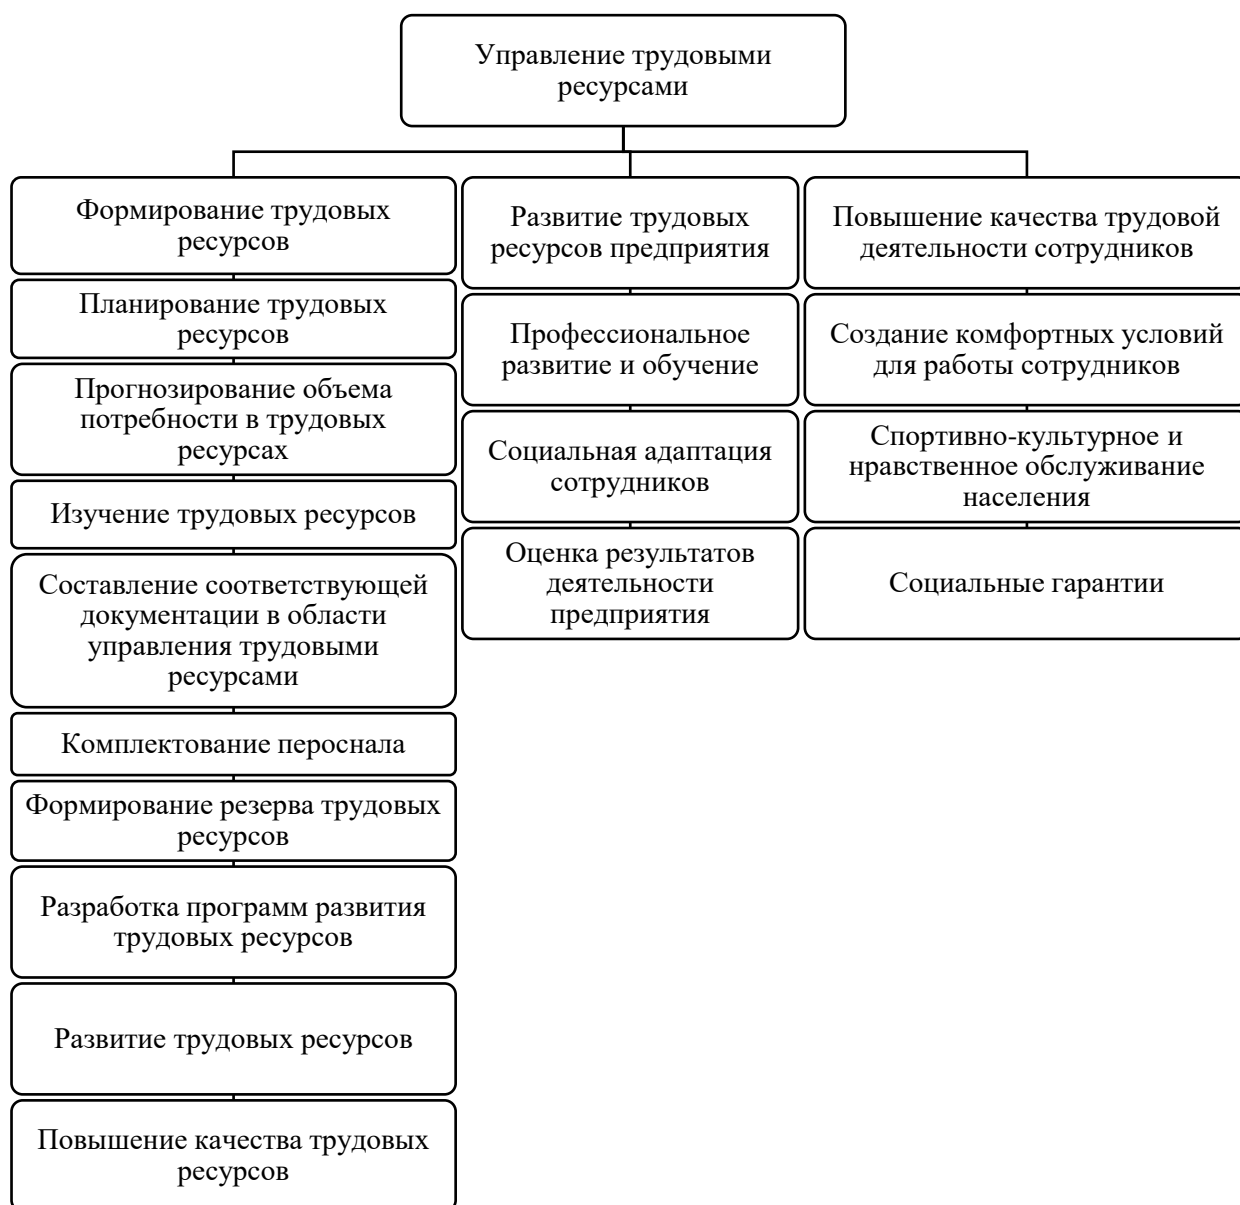 Управление трудовыми
ресурсами
Формирование трудовых
ресурсов
Планирование трудовых
ресурсов
Прогнозирование объема
потребности в трудовых
ресурсах
Изучение трудовых ресурсов
Составление соответствующей
документации в области
управления трудовыми
ресурсами
Комплектование пероснала
Формирование резерва трудовых
ресурсов
Разработка программ развития
трудовых ресурсов
Развитие трудовых ресурсов
Повышение качества трудовых
ресурсов
Развитие трудовых
ресурсов предприятия
Профессиональное
развитие и обучение
Социальная адаптация
сотрудников
Оценка результатов
деятельности
предприятия
Повышение качества трудовой
деятельности сотрудников
Создание комфортных условий
для работы сотрудников
Спортивно-культурное и
нравственное обслуживание
населения
Социальные гарантии